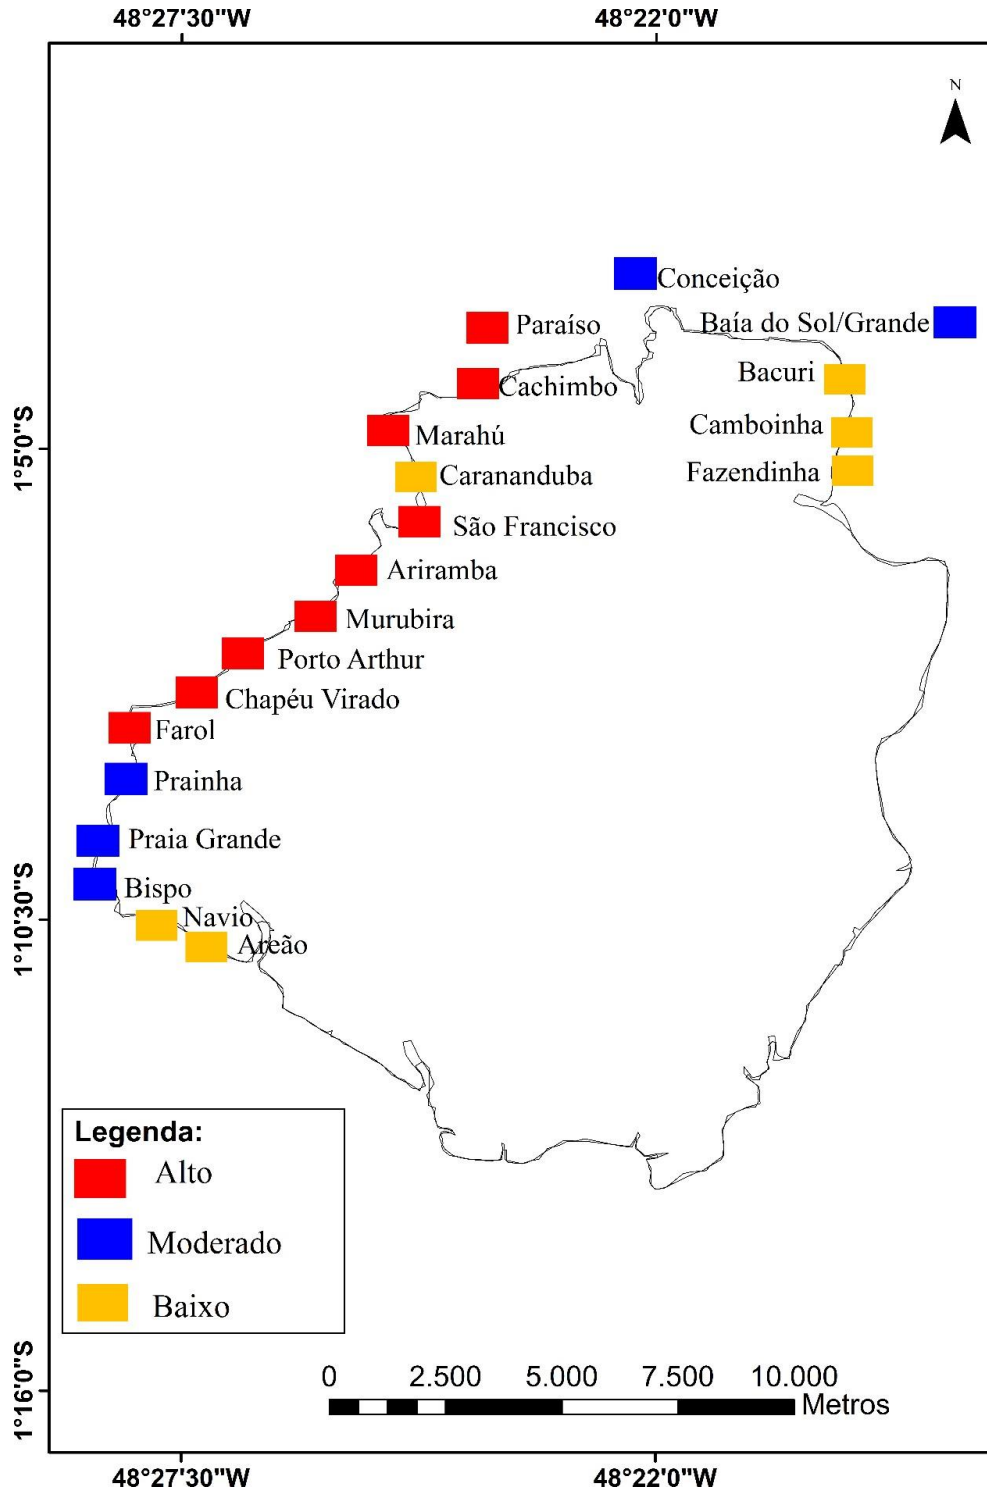 48°27'30"W
48°22'0"W
N
Conceição
Paraíso
Baía do Sol/Grande
Bacuri
Cachimbo
Camboinha
Marahú
1°5'0"S
Carananduba
Fazendinha
São Francisco
Ariramba
Murubira
Porto Arthur
Chapéu Virado
Farol
Prainha
Praia Grande
Bispo
Navio
1°10'30"S
Areão
Legenda:
Alto
Moderado
Baixo
1°16'0"S
0 2.500 5.000 7.500 10.000
Metros
48°27'30"W
48°22'0"W